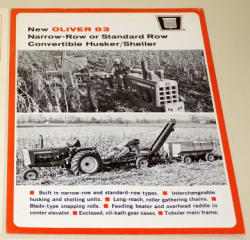 New OLIVER 83
Narrow-Row or Standard Row
Convertible Husker/Sheller
■ Built in narrow-row and standard-row types. ■ Interchangeable
husking and shelling units. ■ Long-reach, roller gathering chains. ■
Blade-type snapping rolls. ■ Feeding beater and overhead raddle in
center elevator. ■ Enclosed, oil-bath gear cases. ■ Tubular main frame.